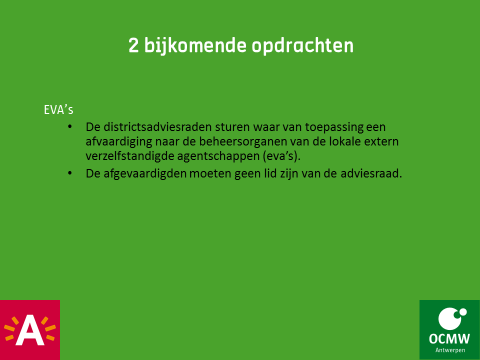 2 bijkomende opdrachten
EVA's
• De districtsadviesraden sturen waar van toepassing een
afvaardiging naar de beheersorganen van de lokale extern
verzelfstandigde agentschappen (eva's).
• De afgevaardigden moeten geen lid zijn van de adviesraad.
A
OCMW
Antwerpen